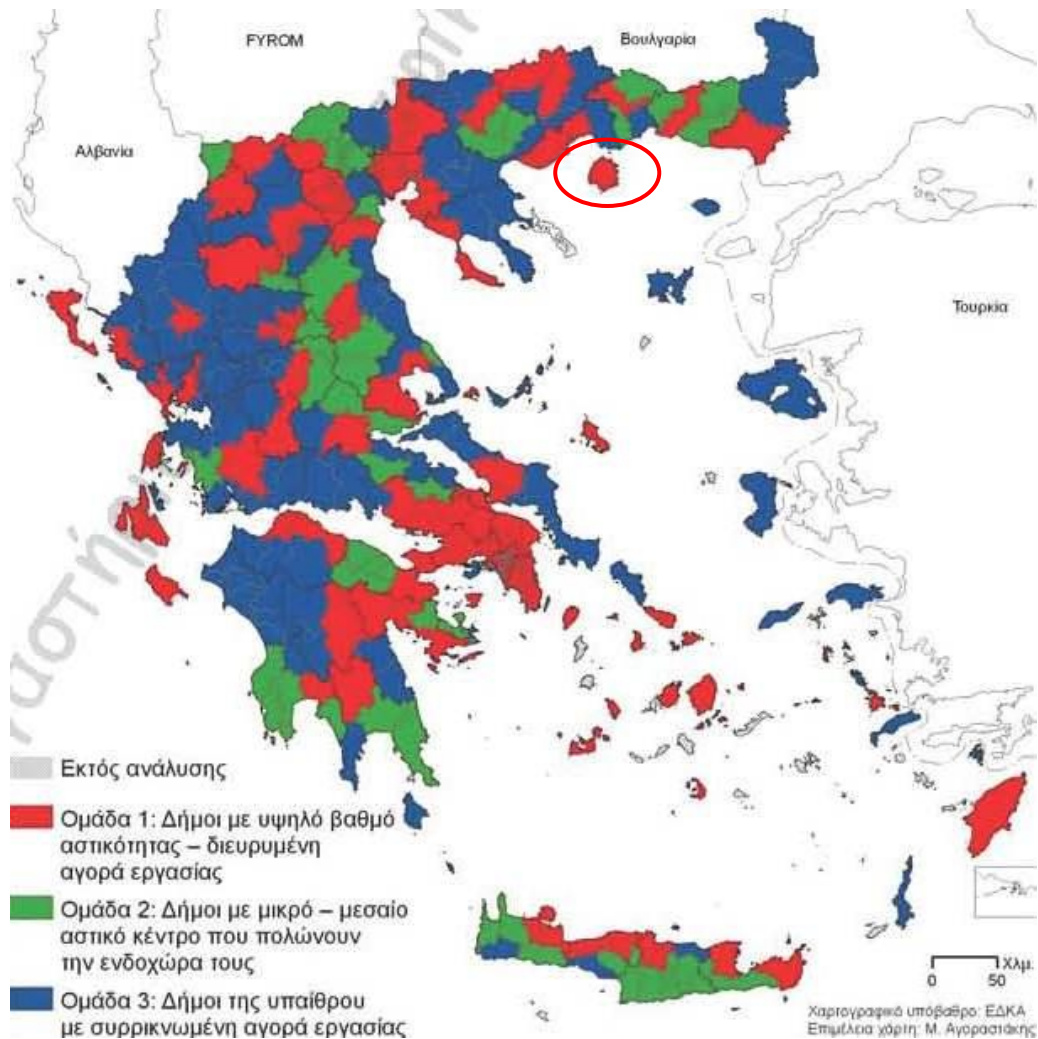 FYROM
Βουλγαρία
Αλβανία
Τουρκία
Εκτός ανάλυσης
Ομάδα 1: Δήμοι με υψηλό βαθμό
αστικότητας – διευρυμένη
αγορά εργασίας
Ομάδα 2: Δήμοι με μικρό – μεσαίο
αστικό κέντρο που πολώνουν
την ενδοχώρα τους
Ομάδα 3: Δήμοι της υπαίθρου
με συρρικνωμένη αγορά εργασίας
0 50 Χλμ.
Χαρτογραφικό υπόβαθρο: ΕΔΚΑ
Επιμέλεια χάρτη: Μ. Αγοραστάκης